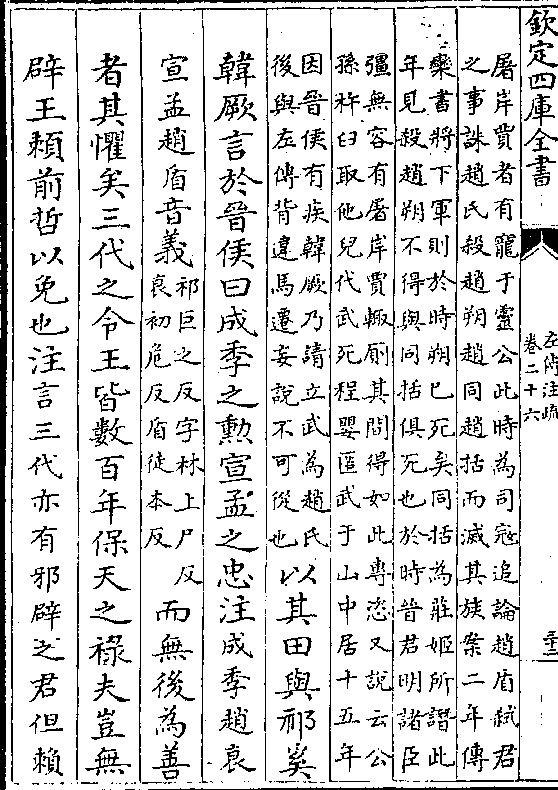 欽定四庫全書
左傳注疏
卷二十六
屠岸賈者有寵于靈公此時為司寇追論趙盾弑君
之事誅趙氏殺趙朔趙同趙括而滅其族案二年傳
欒書將下軍則於時朔已死矣同括為莊姬所譖此
年見殺趙朔不得與同括俱死也於時晉君明諸臣
彊無容有屠岸賈輙厠其間得如此專恣又說云公
孫杵臼取他兒代武死程嬰匿武于山中居十五年
因晉侯有疾韓厥乃請立武為趙氏
後與左傳背違馬遷妄說不可從也
以其田與祁奚
韓厥言於晉侯曰成季之勲宣孟之忠注成季趙衰
宣孟趙盾音義
祁巨之反字林上尸反
衰初危反盾徒本反
而無後為善
者其懼矣三代之令王皆數百年保天之祿夫豈無
辟王賴前哲以免也注言三代亦有邪辟之君但賴